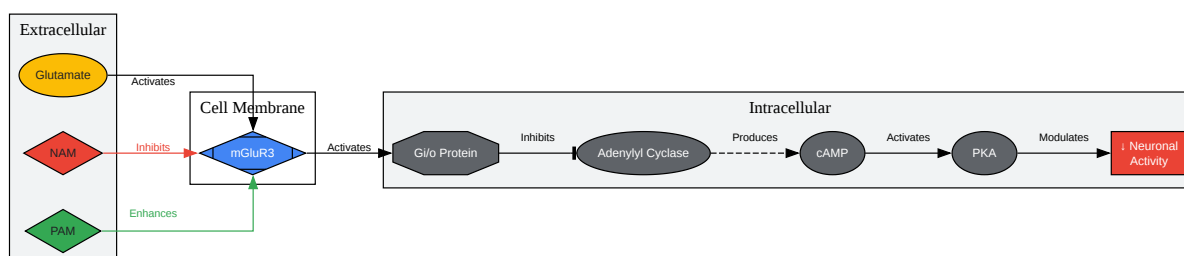 Extracellular
Glutamate
Activates
Cell Membrane
Intracellular
NAM
Inhibits
mGluR3
Activates
Gi/o Protein
Inhibits
Adenylyl Cyclase
Produces
cAMP
Activates
PKA
Modulates
↓ Neuronal
Activity
Enhances
PAM